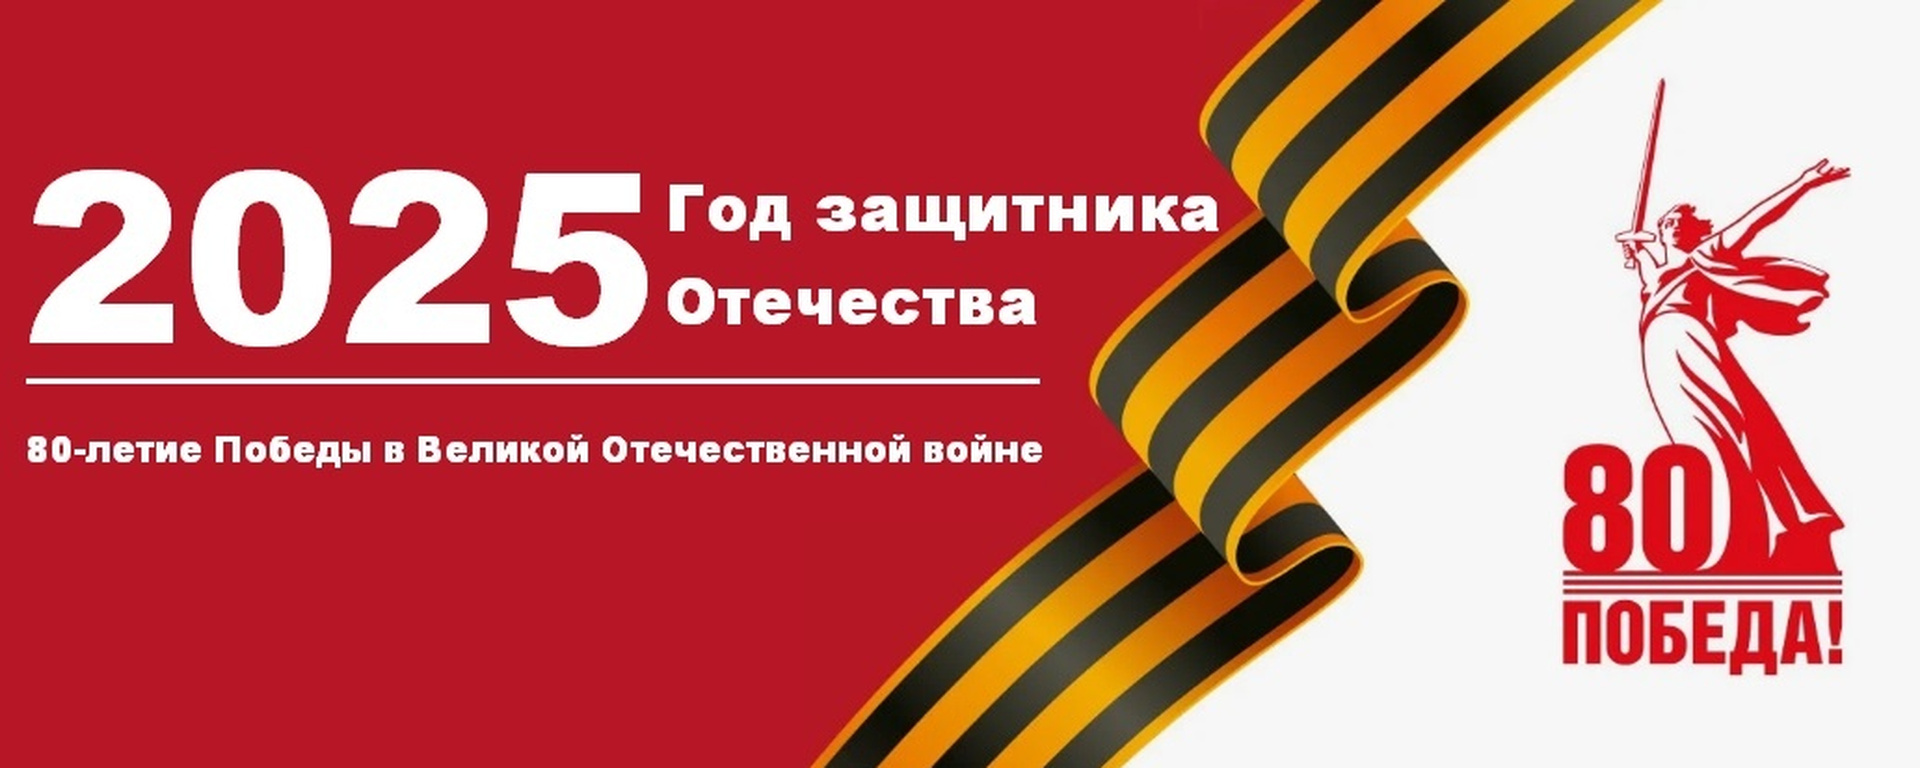 2025 Год защитника
Отечества
80-летие Победы в Великой Отечественной войне
80
ПОБЕДА!